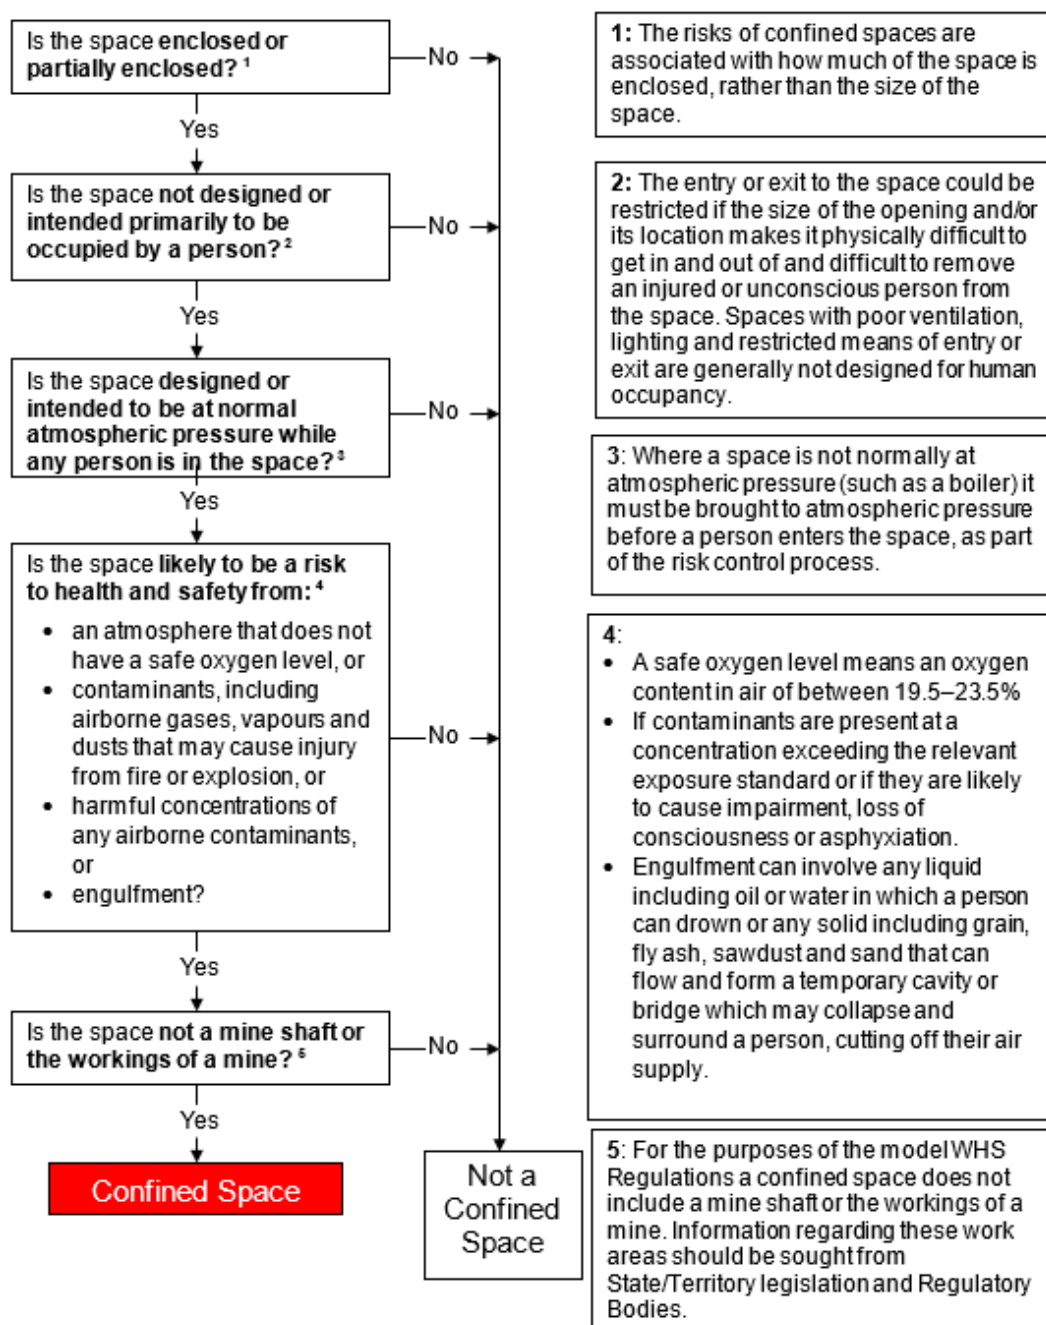 Is the space enclosed or
partially enclosed? 1
No
Yes
Is the space not designed or
intended primarily to be
occupied by a person? 2
No
Yes
Is the space designed or
intended to be at normal
atmospheric pressure while
any person is in the space? 3
No
Yes
Is the space likely to be a risk
to health and safety from: 4
• an atmosphere that does not
have a safe oxygen level, or
• contaminants, including
airborne gases, vapours and
dusts that may cause injury
from fire or explosion, or
• harmful concentrations of
any airborne contaminants,
or
• engulfment?
No
Yes
Is the space not a mine shaft or
the workings of a mine? 5
No
Yes
Confined Space
Not a
Confined
Space
1: The risks of confined spaces are
associated with how much of the space is
enclosed, rather than the size of the
space.
2: The entry or exit to the space could be
restricted if the size of the opening and/or
its location makes it physically difficult to
get in and out of and difficult to remove
an injured or unconscious person from
the space. Spaces with poor ventilation,
lighting and restricted means of entry or
exit are generally not designed for human
occupancy.
3: Where a space is not normally at
atmospheric pressure (such as a boiler) it
must be brought to atmospheric pressure
before a person enters the space, as part
of the risk control process.
4:
• A safe oxygen level means an oxygen
content in air of between 19.5–23.5%
• If contaminants are present at a
concentration exceeding the relevant
exposure standard or if they are likely
to cause impairment, loss of
consciousness or asphyxiation.
• Engulfment can involve any liquid
including oil or water in which a person
can drown or any solid including grain,
fly ash, sawdust and sand that can
flow and form a temporary cavity or
bridge which may collapse and
surround a person, cutting off their air
supply.
5: For the purposes of the model WHS
Regulations a confined space does not
include a mine shaft or the workings of a
mine. Information regarding these work
areas should be sought from
State/Territory legislation and Regulatory
Bodies.